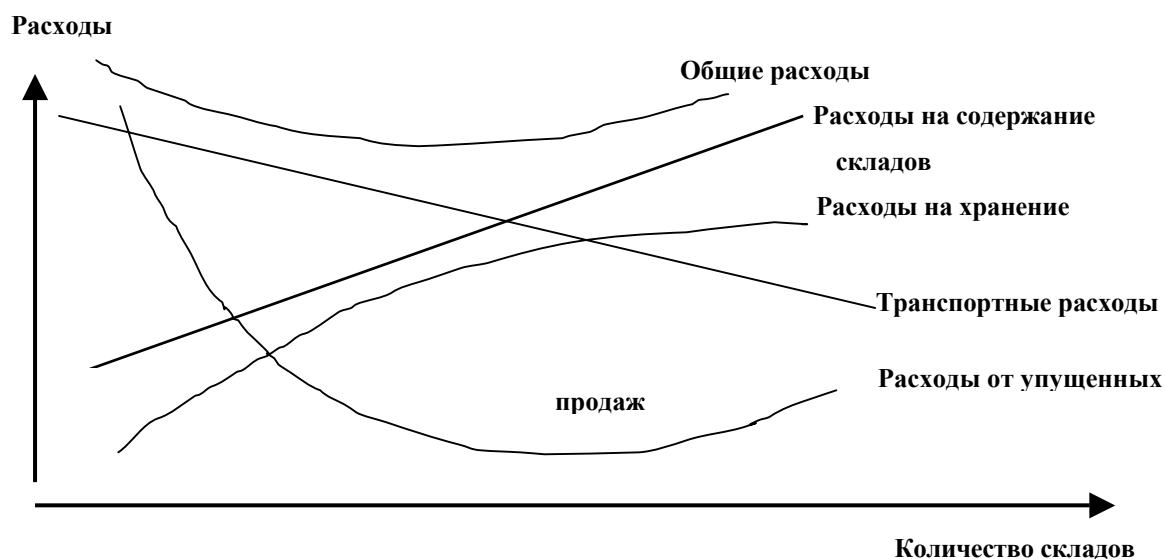 Расходы
Общие расходы
Расходы на содержание
складов
Расходы на хранение
Транспортные расходы
Расходы от упущенных
продаж
Количество складов